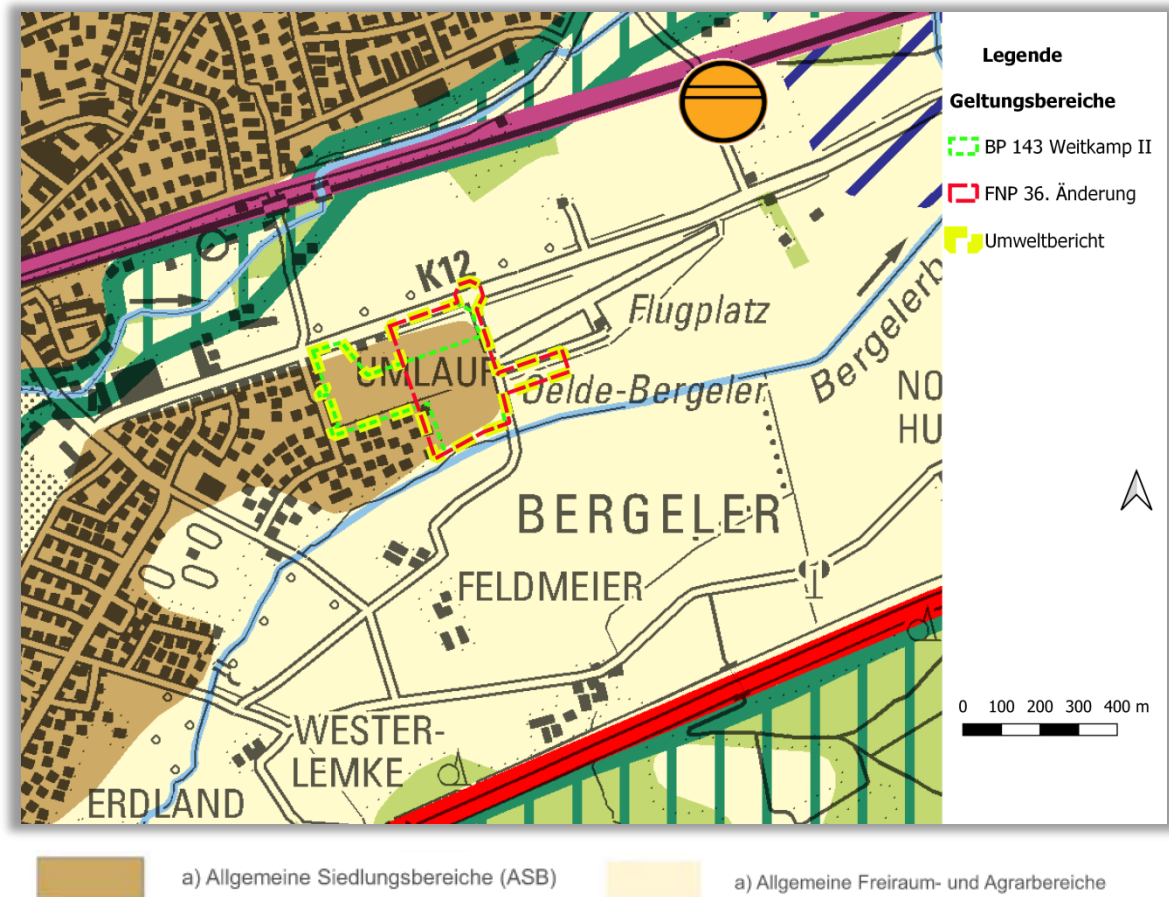 Legende
Geltungsbereiche
BP 143 Weitkamp II
FNP 36. Änderung
Umweltbericht
K12
Flugplatz
UMLAUF
Oelde-Bergeler
Bergelerb
NO
HU
BERGELER
FELDMEIER
WESTER-
LEMKE
ERDLAND
0 100 200 300 400 m
a) Allgemeine Siedlungsbereiche (ASB)
a) Allgemeine Freiraum- und Agrarbereiche